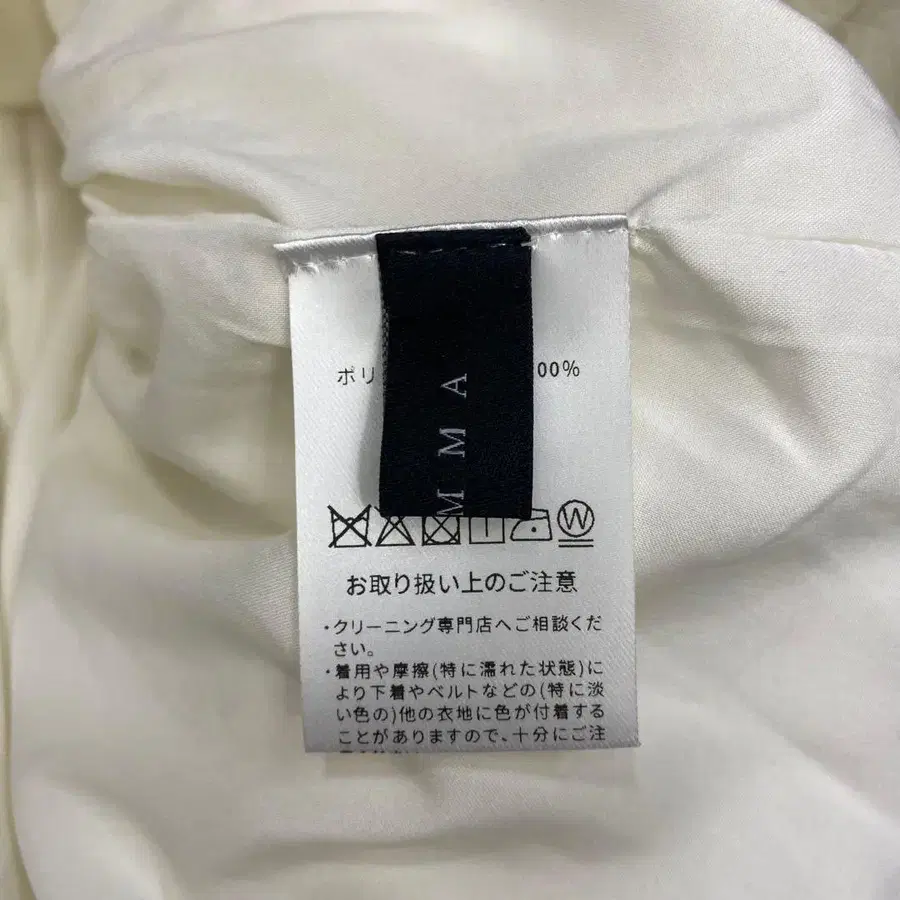 ポリ 00%
MMA
W
お取り扱い上のご注意
・クリーニング専門店へご相談くだ
さい。
・着用や摩擦(特に濡れた状態)に
より下着やベルトなどの(特に淡
い色の)他の衣地に色が付着する
ことがありますので、十分にご注